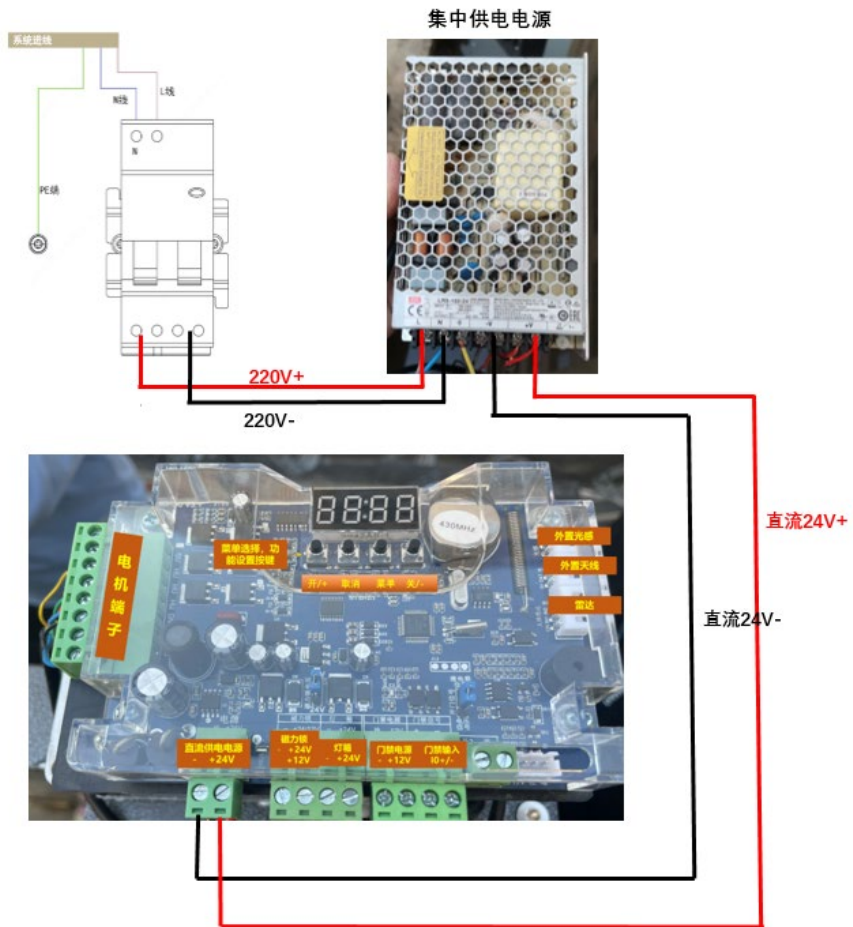 集中供电电源
系统进线
N线
L线
N
PE端
L
N
-V
+V
220V+
220V-
直流24V+
直流24V-
430MHz
菜单选择，功
能设置按键
开/+ 取消 菜单 关/-
电机端子
外置光感
外置天线
雷达
直流供电电源
- +24V
磁力锁
- +24V
+12V
灯箱
- +24V
门禁电源
- +12V
门禁输入
IO+/-